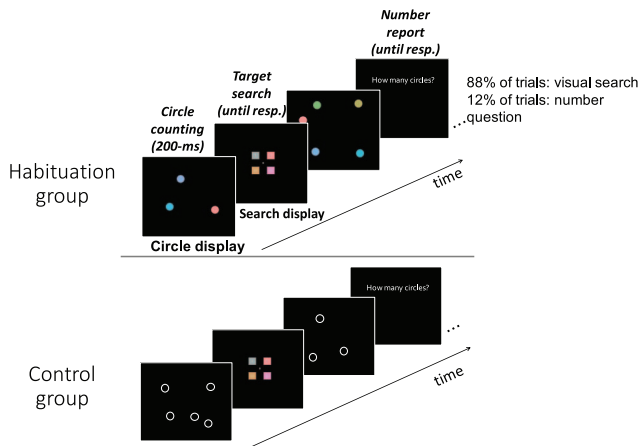 Number
report
(until resp.)
How many circles?
88% of trials: visual search
12% of trials: number
question
...
Target
search
(until resp.)
Circle
counting
(200-ms)
Habituation
group
time
Search display
Circle display
How many circles?
...
Control
group
time